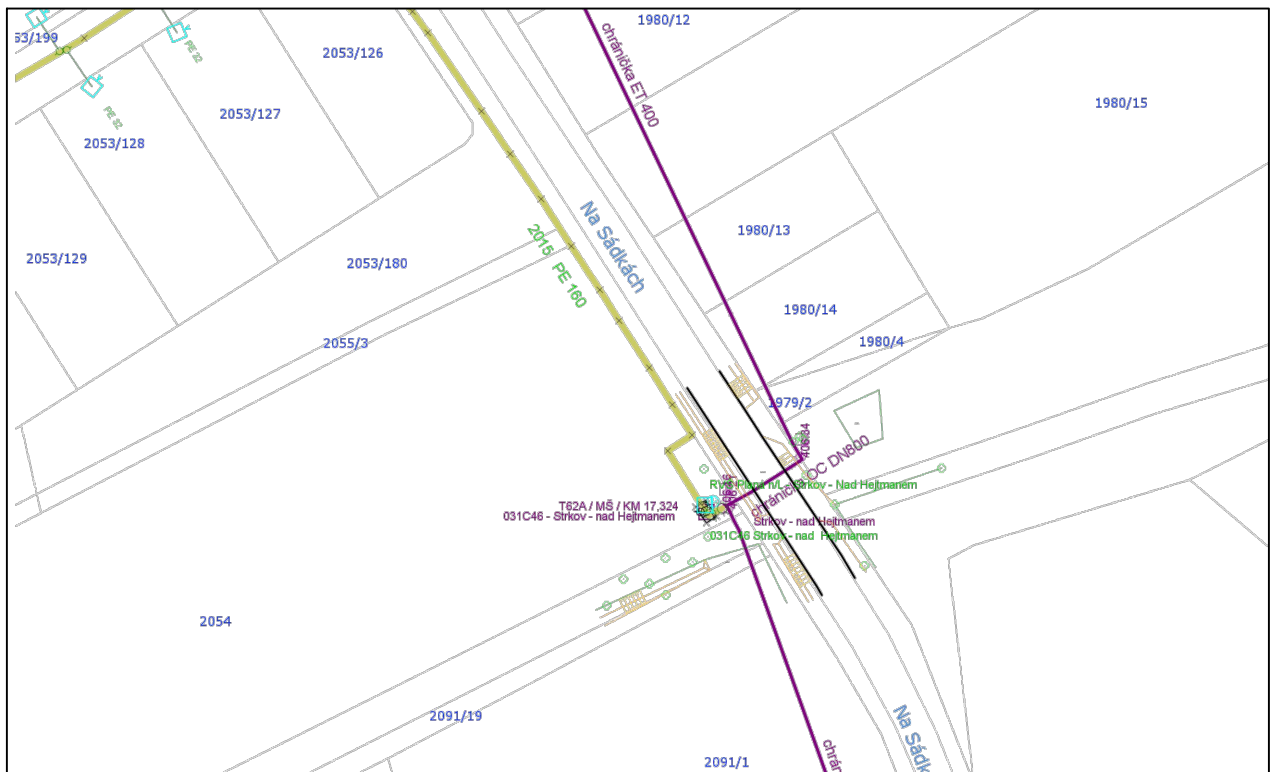 1980/12
53/199
PE 32
2053/126
chránička ET 400
1980/15
2053/127
PE 32
2053/128
Na Sádkách
1980/13
2015 PE 160
2053/129
2053/180
1980/14
2055/3
1980/4
1979/2
406.34
chránička OC DN800
T62A / MŠ / KM 17,324
031C46 - Strkov - nad Hejtmanem
Strkov - nad Hejtmanem
031C46 Strkov - nad Hejtmanem
2054
2091/19
Na Sádk
chrán
2091/1